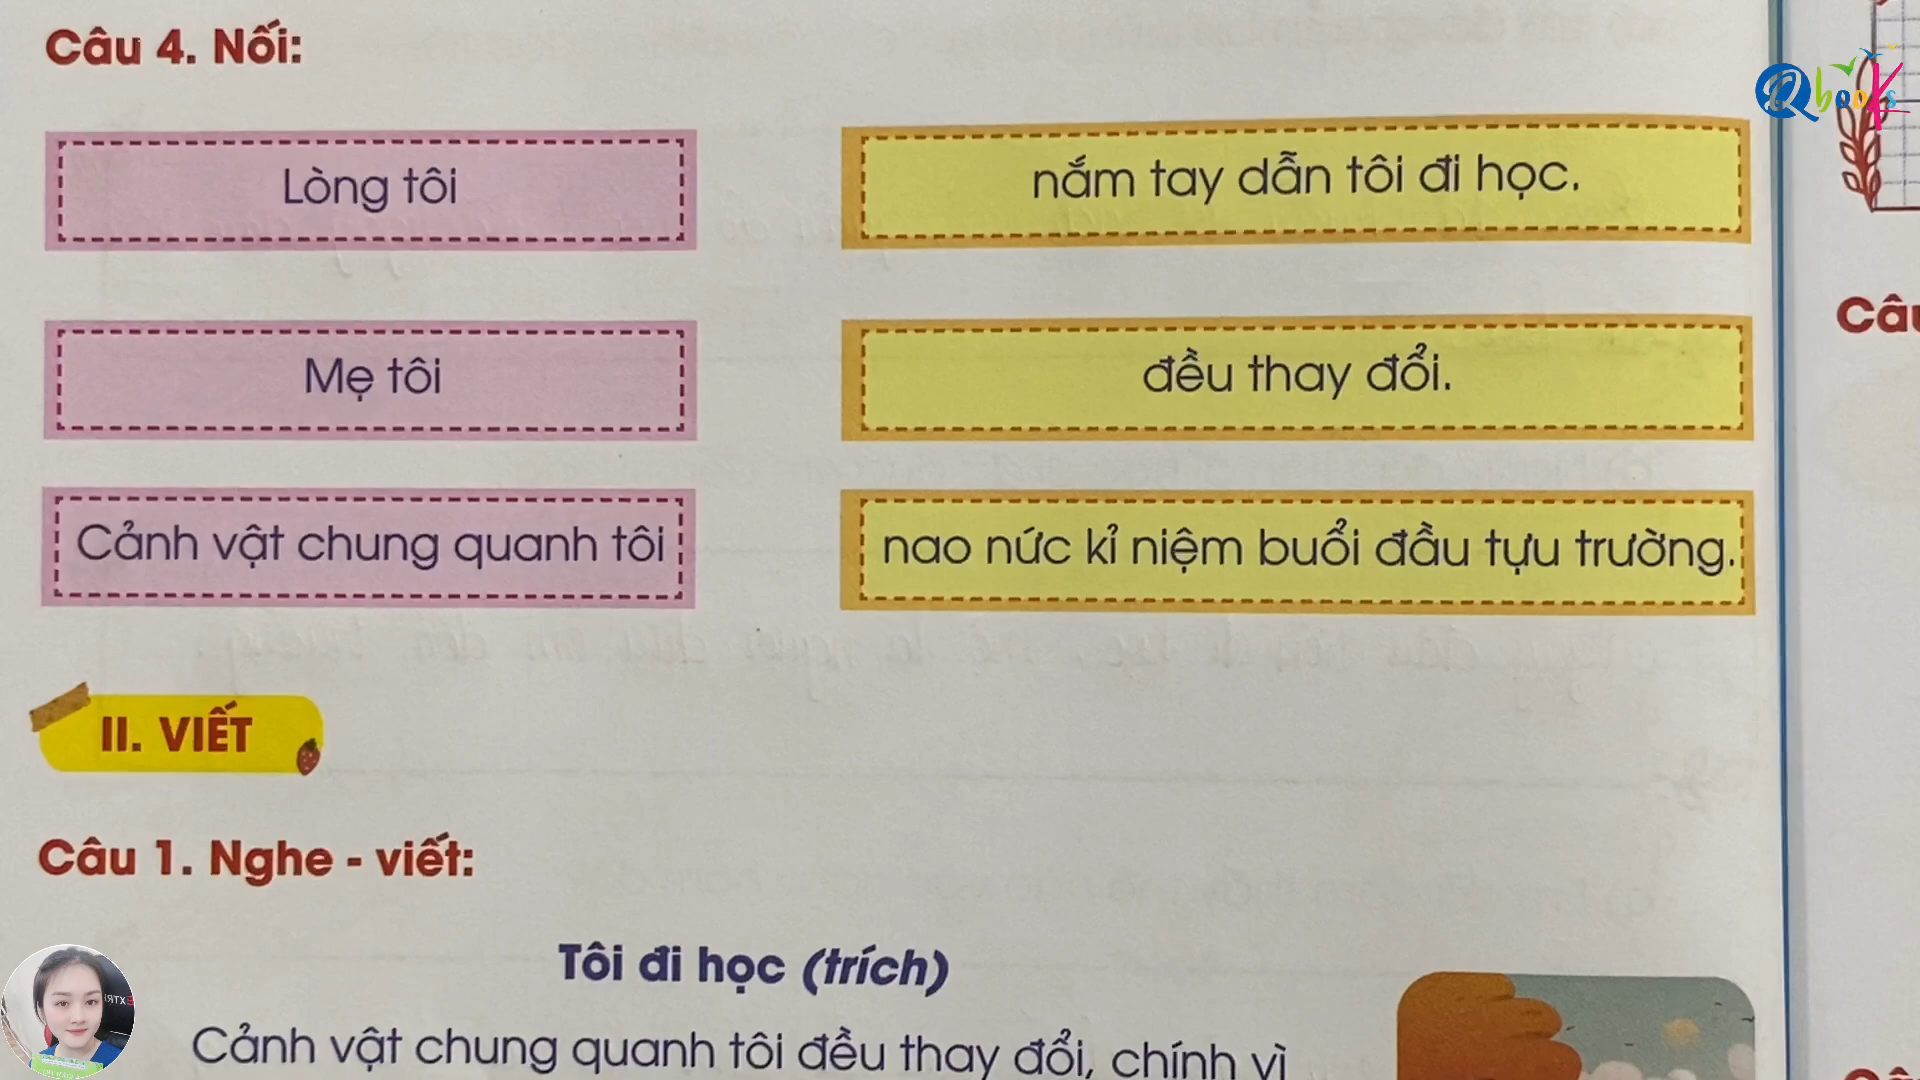 Câu 4. Nối:
Qbooks
Lòng tôi
nắm tay dẫn tôi đi học.
Mẹ tôi
đều thay đổi.
Cảnh vật chung quanh tôi
nao nức kỉ niệm buổi đầu tựu trường.
II. VIẾT
Câu 1. Nghe - viết:
Tôi đi học (trích)
Cảnh vật chung quanh tôi đều thay đổi, chính vì